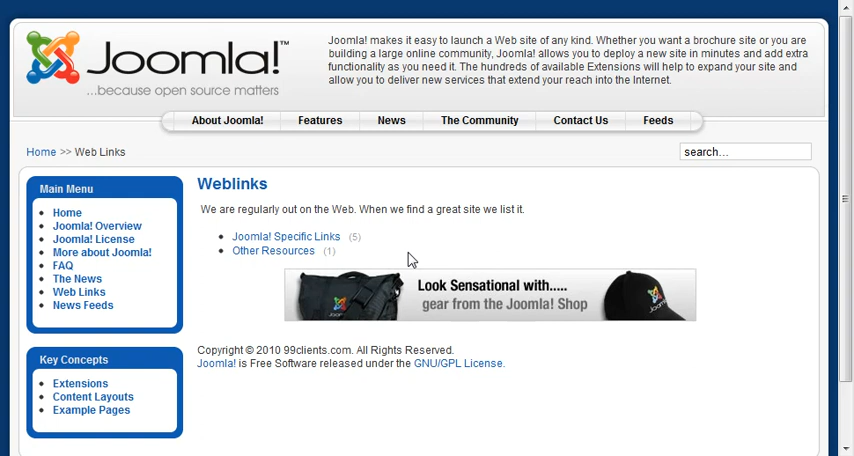 Joomla!™
...because open source matters
Joomla! makes it easy to launch a Web site of any kind. Whether you want a brochure site or you are
building a large online community, Joomla! allows you to deploy a new site in minutes and add extra
functionality as you need it. The hundreds of available Extensions will help to expand your site and
allow you to deliver new services that extend your reach into the Internet.
About Joomla! Features News The Community Contact Us Feeds
Home >> Web Links
search...
Main Menu
Home
Joomla! Overview
Joomla! License
More about Joomla!
FAQ
The News
Web Links
News Feeds
Key Concepts
Extensions
Content Layouts
Example Pages
Weblinks
We are regularly out on the Web. When we find a great site we list it.
Joomla! Specific Links (5)
Other Resources (1)
Look Sensational with.....
gear from the Joomla! Shop
Copyright © 2010 99clients.com. All Rights Reserved.
Joomla! is Free Software released under the GNU/GPL License.